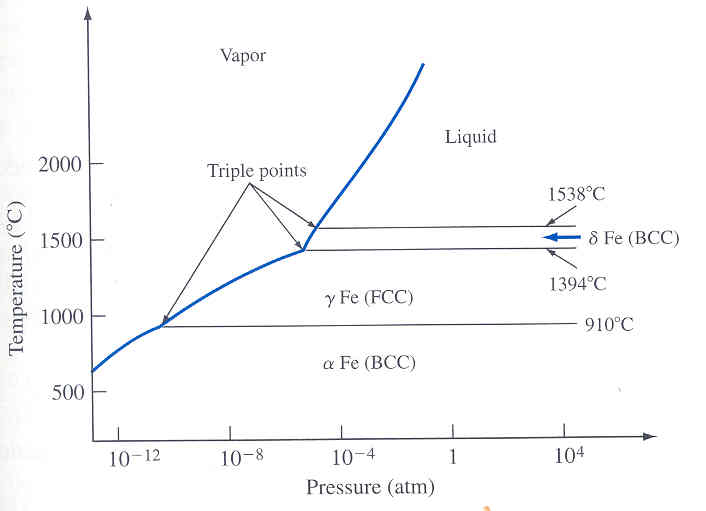 Vapor
Liquid
2000
Triple points
1538°C
1500
δ Fe (BCC)
1394°C
γ Fe (FCC)
1000
910°C
α Fe (BCC)
500
Temperature (°C)
10−12
10−8
10−4
1
10⁴
Pressure (atm)